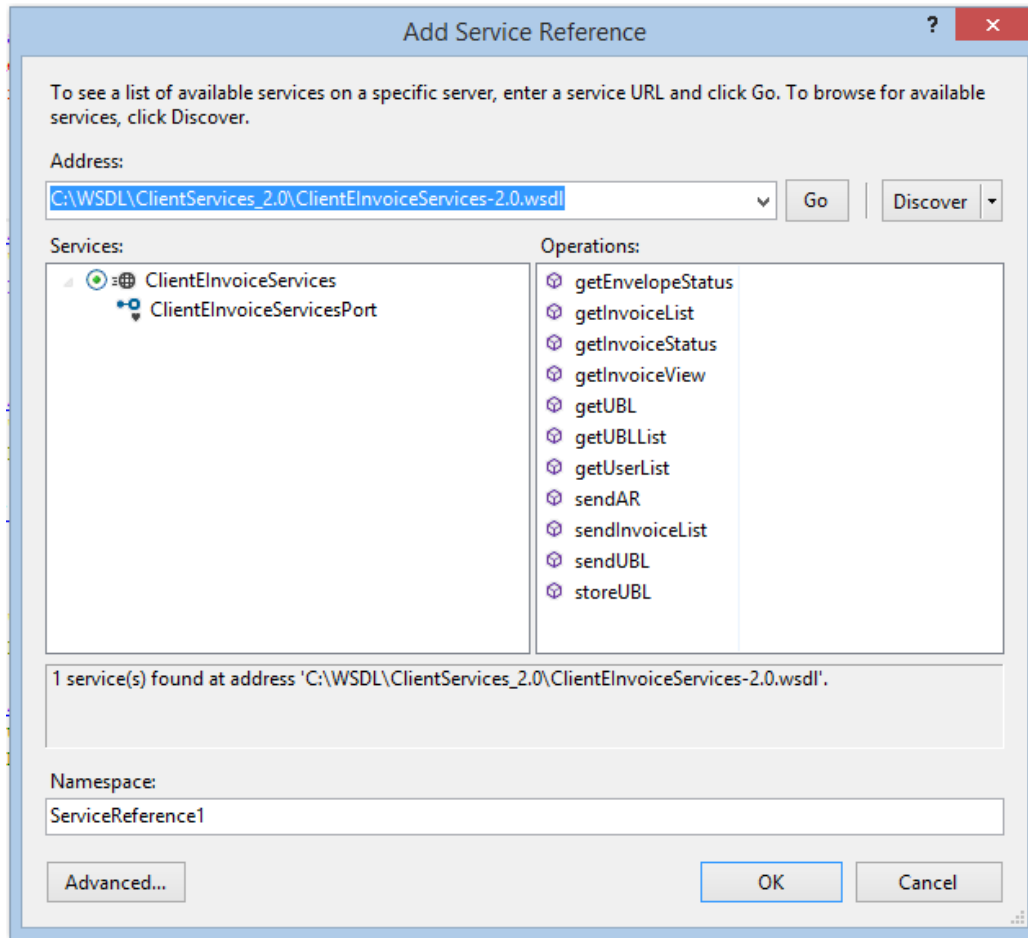 Add Service Reference
?
To see a list of available services on a specific server, enter a service URL and click Go. To browse for available
services, click Discover.
Address:
C:\WSDL\ClientServices_2.0\ClientEInvoiceServices-2.0.wsdl
Go
Discover
Services:
Operations:
ClientEInvoiceServices
ClientEInvoiceServicesPort
getEnvelopeStatus
getInvoiceList
getInvoiceStatus
getInvoiceView
getUBL
getUBLList
getUserList
sendAR
sendInvoiceList
sendUBL
storeUBL
1 service(s) found at address 'C:\WSDL\ClientServices_2.0\ClientEInvoiceServices-2.0.wsdl'.
Namespace:
ServiceReference1
Advanced...
OK
Cancel